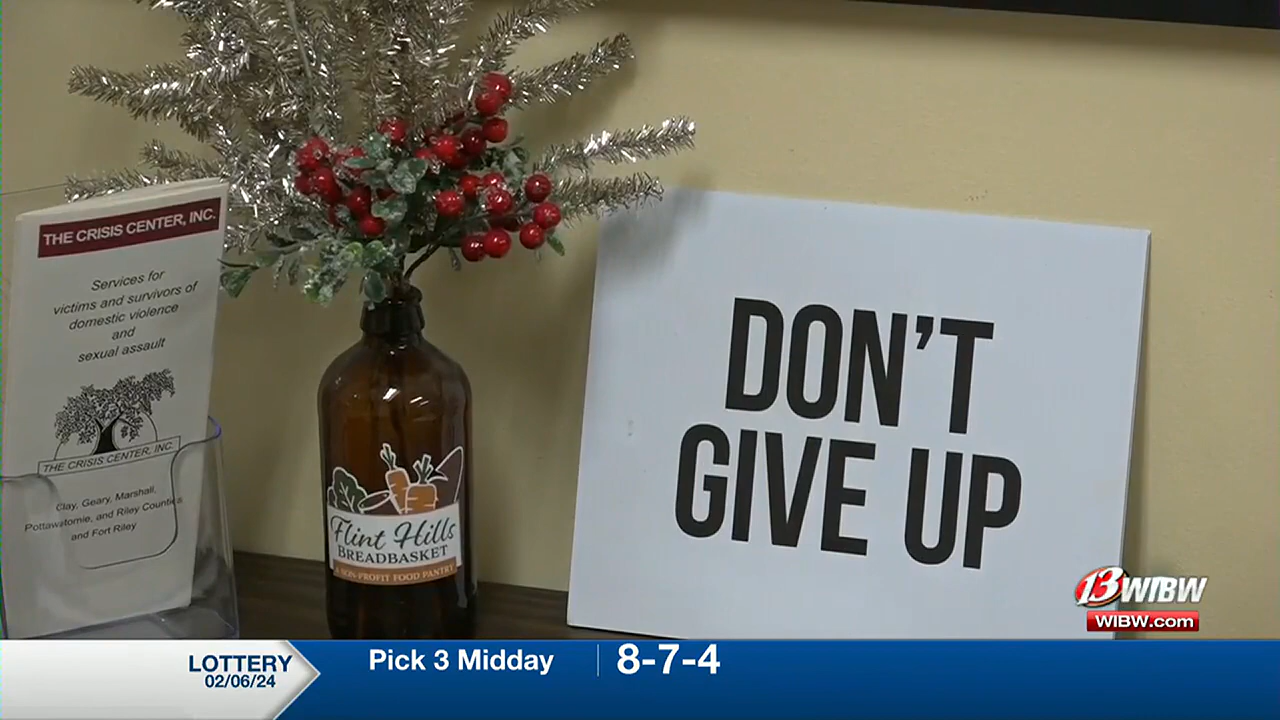 THE CRISIS CENTER, INC.
Services for
victims and survivors of
domestic violence
and
sexual assault
THE CRISIS CENTER, INC.
Clay, Geary, Marshall,
Pottawatomie, and Riley Counties
and Fort Riley
Flint Hills
BREADBASKET
A NON-PROFIT FOOD PANTRY
DON'T
GIVE UP
13 WIBW
WIBW.com
LOTTERY
02/06/24
Pick 3 Midday
8-7-4